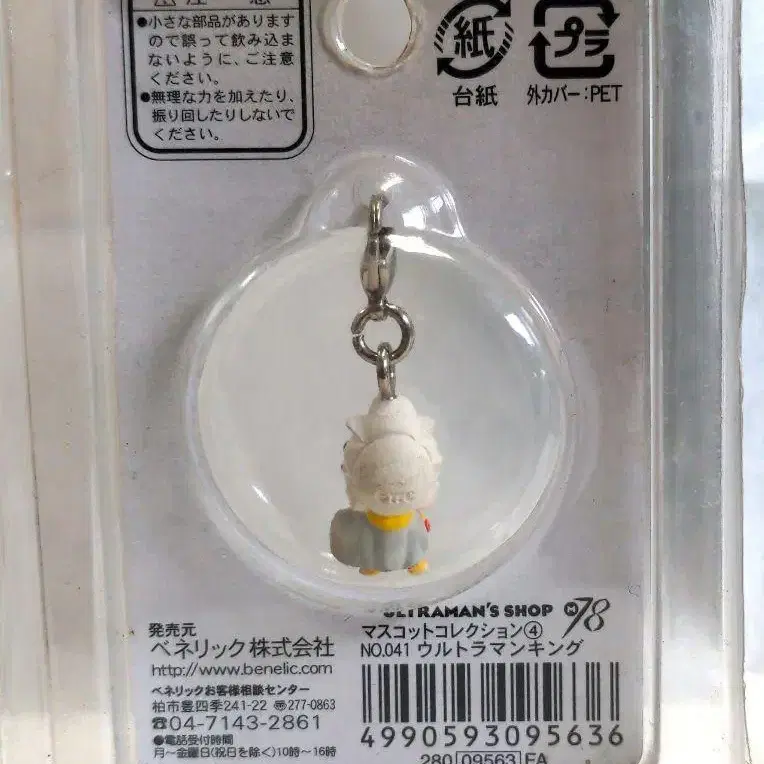 注意
●小さな部品があります
ので誤って飲み込ま
ないように、ご注意
ください。
●無理な力を加えたり、
振り回したりしないで
ください。
紙
台紙
プラ
外カバー:PET
ULTRAMAN'S SHOP M78
マスコットコレクション④
NO.041 ウルトラマンキング
発売元
ベネリック株式会社
http://www.benelic.com
ベネリックお客様相談センター
柏市豊四季241-22 〒277-0863
☎04-7143-2861
●電話受付時間
月~金曜日(祝日を除く)10時~16時
4990593095636
280 09563 FA